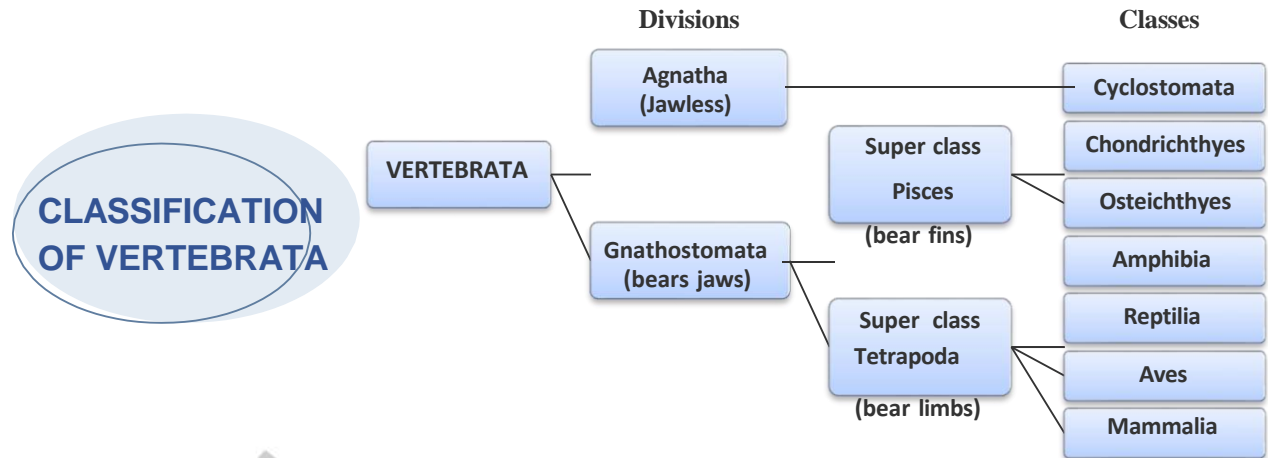 Divisions
Classes
CLASSIFICATION
OF VERTEBRATA
VERTEBRATA
Agnatha
(Jawless)
Gnathostomata
(bears jaws)
Super class
Pisces
(bear fins)
Super class
Tetrapoda
(bear limbs)
Cyclostomata
Chondrichthyes
Osteichthyes
Amphibia
Reptilia
Aves
Mammalia